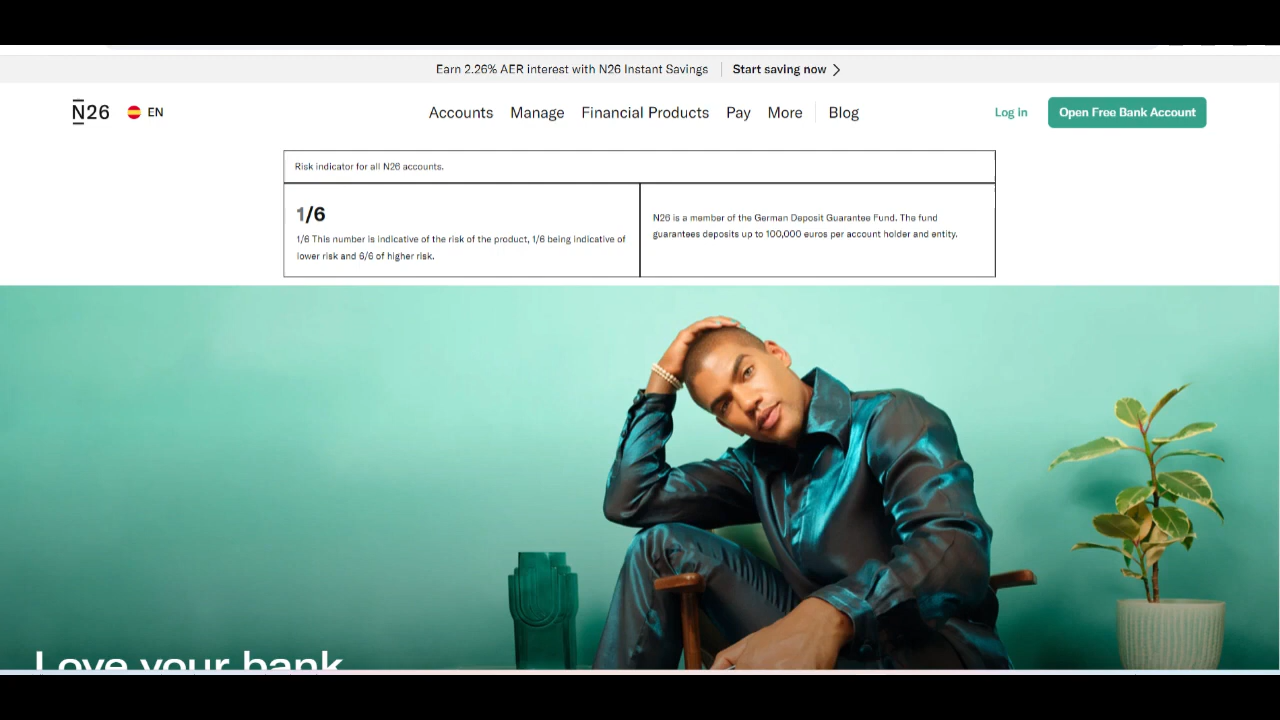 Earn 2.26% AER interest with N26 Instant Savings
Start saving now
N26
EN
Accounts
Manage
Financial Products
Pay
More
Blog
Log in
Open Free Bank Account
Risk indicator for all N26 accounts.
1/6
1/6 This number is indicative of the risk of the product, 1/6 being indicative of
lower risk and 6/6 of higher risk.
N26 is a member of the German Deposit Guarantee Fund. The fund
guarantees deposits up to 100,000 euros per account holder and entity.
Love your bank